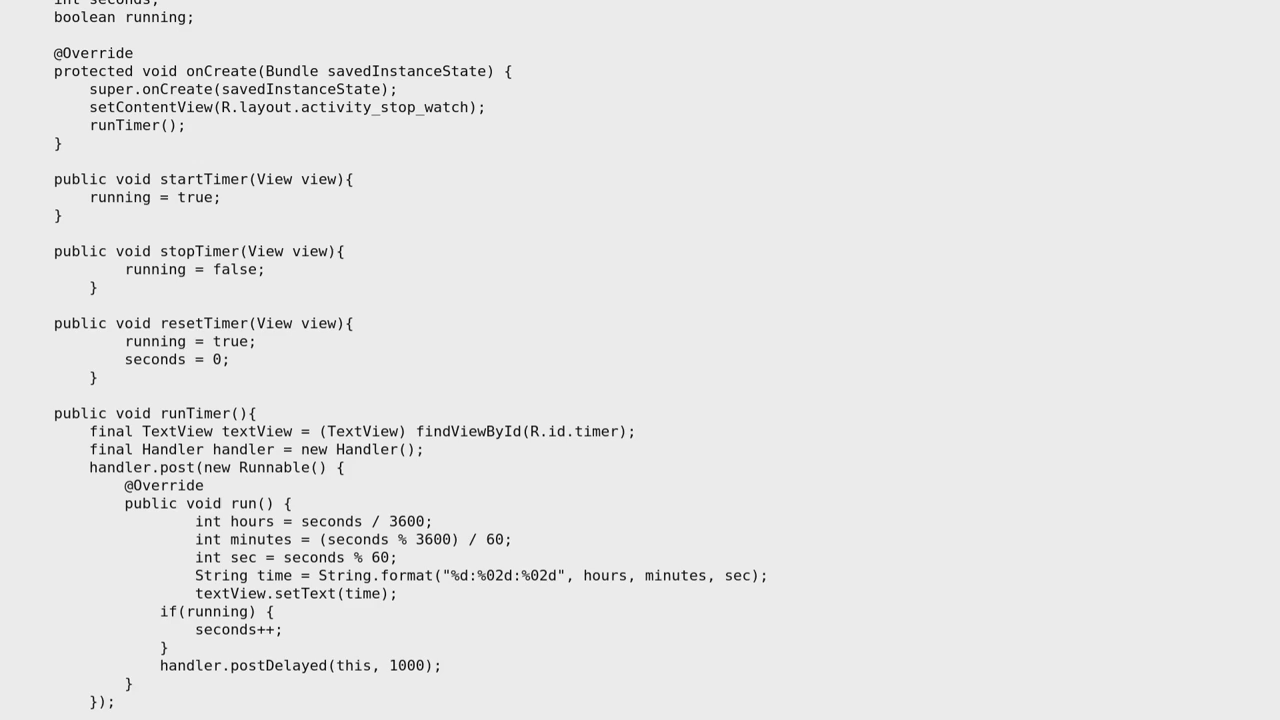 int seconds;
boolean running;
@Override
protected void onCreate(Bundle savedInstanceState) {
super.onCreate(savedInstanceState);
setContentView(R.layout.activity_stop_watch);
runTimer();
}
public void startTimer(View view){
running = true;
}
public void stopTimer(View view){
running = false;
}
public void resetTimer(View view){
running = true;
seconds = 0;
}
public void runTimer(){
final TextView textView = (TextView) findViewById(R.id.timer);
final Handler handler = new Handler();
handler.post(new Runnable() {
@Override
public void run() {
int hours = seconds / 3600;
int minutes = (seconds % 3600) / 60;
int sec = seconds % 60;
String time = String.format("%d:%02d:%02d", hours, minutes, sec);
textView.setText(time);
if(running) {
seconds++;
}
handler.postDelayed(this, 1000);
}
});